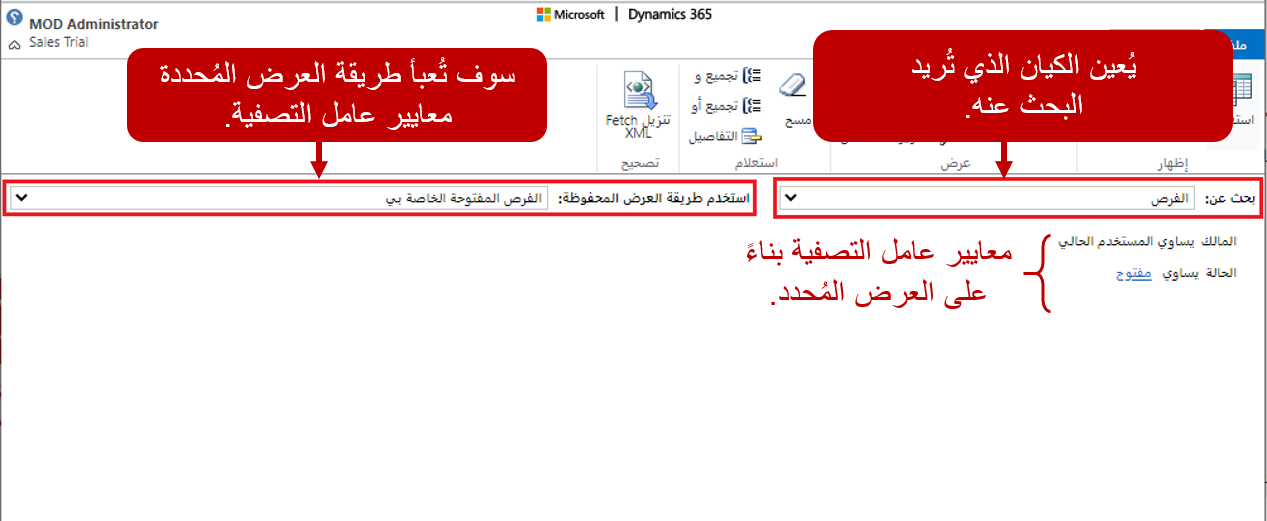 Microsoft | Dynamics 365
MOD Administrator
Sales Trial
يُعين الكيان الذي تُريد
البحث عنه.
سوف تُعبأ طريقة العرض المُحددة
معايير عامل التصفية.
مسح
تجميع و
تجميع أو
التفاصيل
تنزيل Fetch
XML
إظهار
عرض
استعلام
تصحيح
بحث عن: الفرص
استخدم طريقة العرض المحفوظة: الفرص المفتوحة الخاصة بي
المالك يساوي المستخدم الحالي
الحالة يساوي مفتوح
معايير عامل التصفية بناءً
على العرض المُحدد.